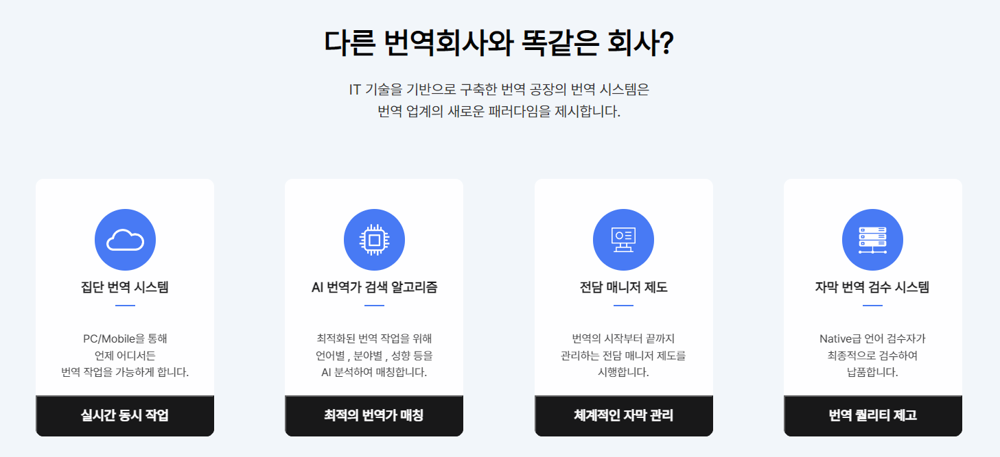 다른 번역회사와 똑같은 회사?
IT 기술을 기반으로 구축한 번역 공장의 번역 시스템은
번역 업계의 새로운 패러다임을 제시합니다.
집단 번역 시스템
PC/Mobile을 통해
언제 어디서든
번역 작업을 가능하게 합니다.
실시간 동시 작업
AI 번역가 검색 알고리즘
최적화된 번역 작업을 위해
언어별 , 분야별 , 성향 등을
AI 분석하여 매칭합니다.
최적의 번역가 매칭
전담 매니저 제도
번역의 시작부터 끝까지
관리하는 전담 매니저 제도를
시행합니다.
체계적인 자막 관리
자막 번역 검수 시스템
Native급 언어 검수자가
최종적으로 검수하여
납품합니다.
번역 퀄리티 제고